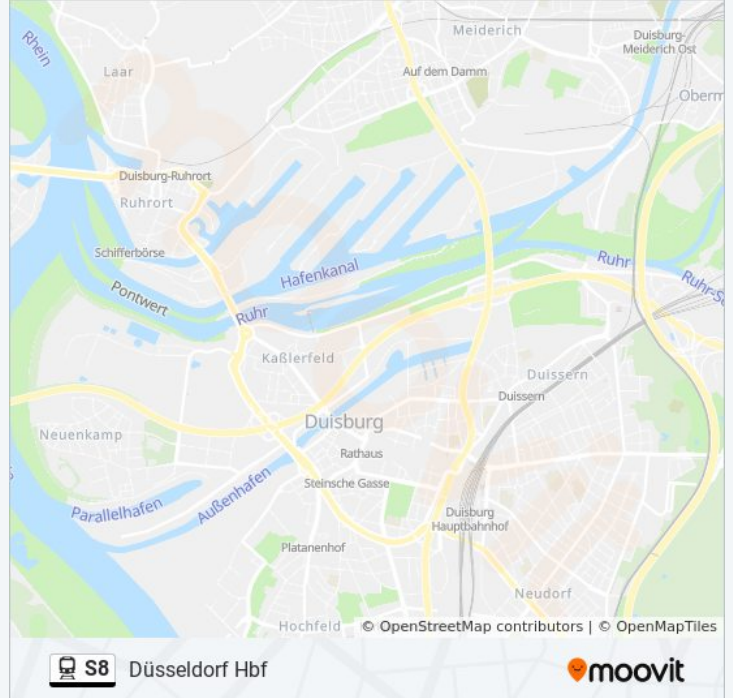 Rhein
Meiderich
Duisburg-
Meiderich Ost
Laar
Auf dem Damm
Oberm
Duisburg-Ruhrort
Ruhrort
Schifferbörse
Hafenkanal
Ruhr
Ruhr-S
Pontwert
Ruhr
Kaßlerfeld
Duissern
Duissern
Duisburg
Neuenkamp
Rathaus
Steinsche Gasse
Außenhafen
Parallelhafen
Duisburg
Hauptbahnhof
Platanenhof
Neudorf
Hochfeld
© OpenStreetMap contributors | © OpenMapTiles
S8 Düsseldorf Hbf
moovit